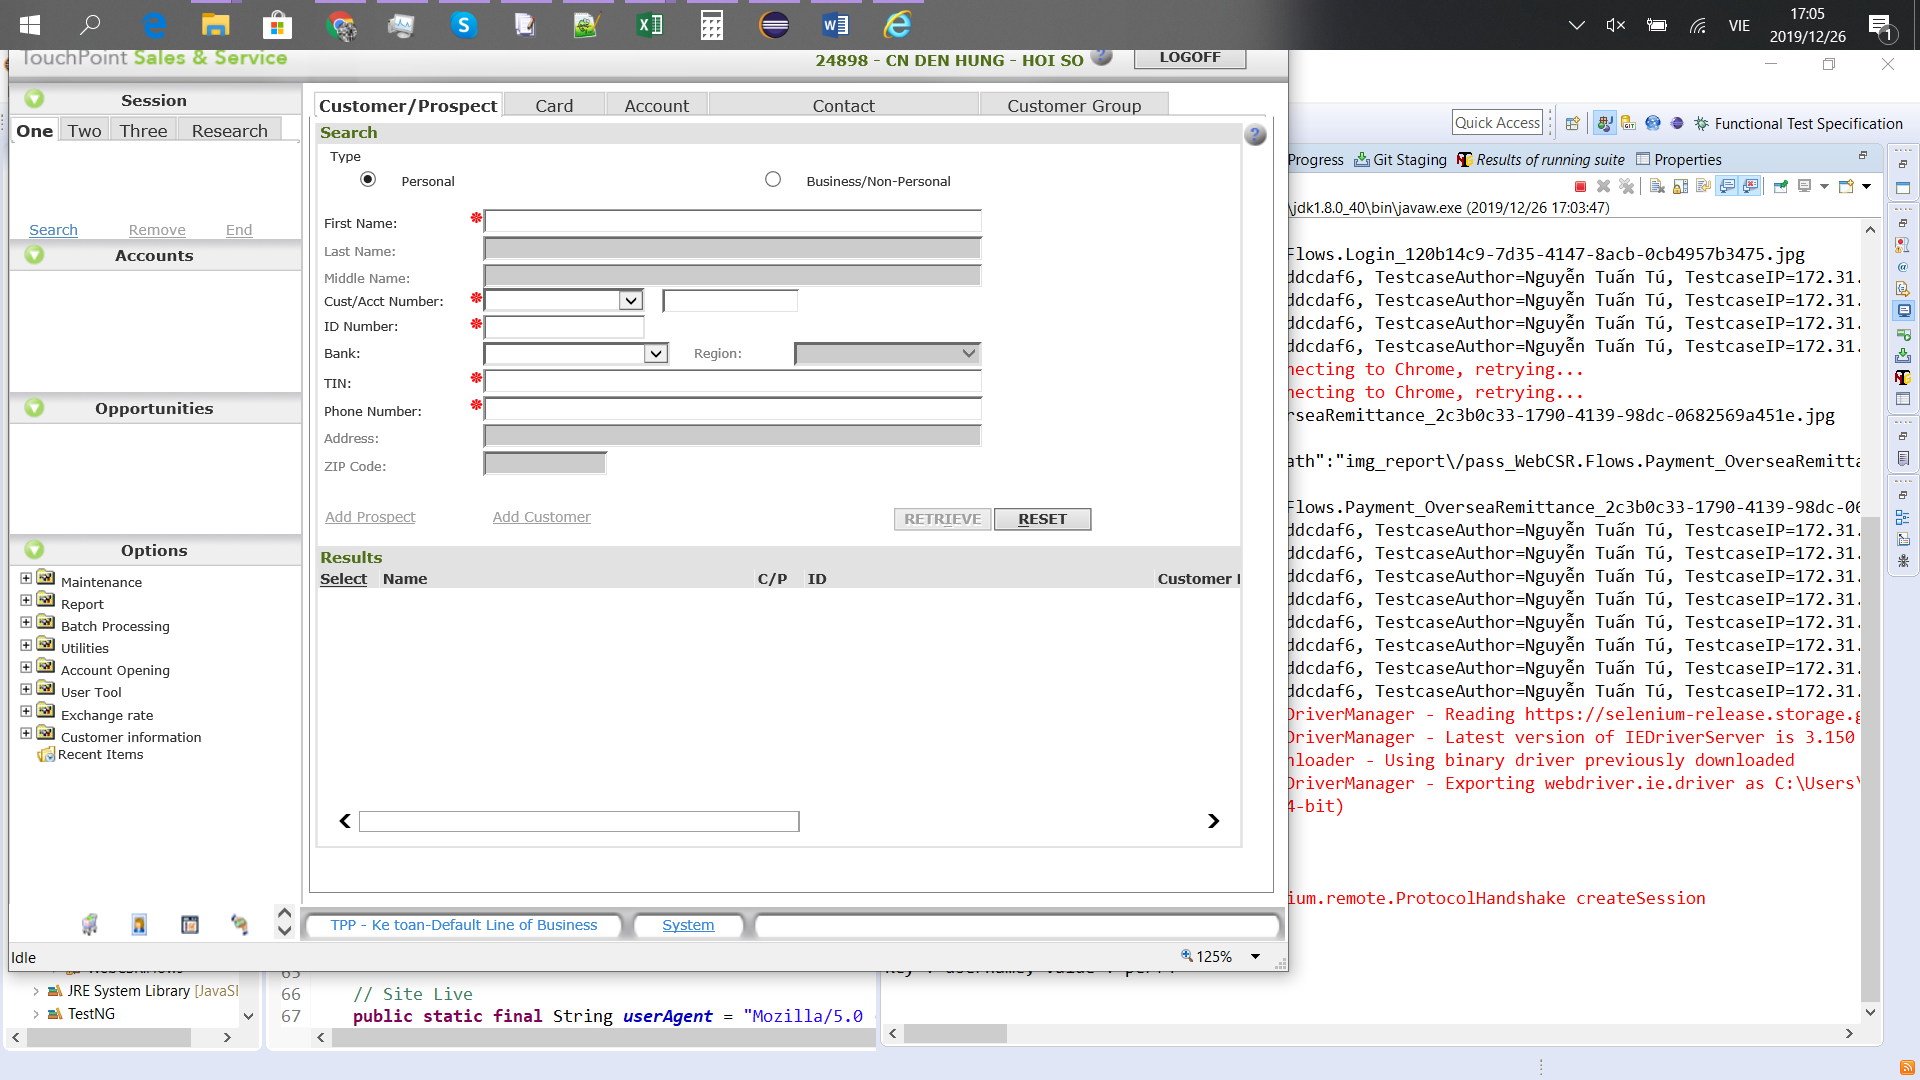 VIE
17:05
2019/12/26
1
TouchPoint Sales & Service
24898 - CN DEN HUNG - HOI SO
LOGOFF
Session
One Two Three Research
Search Remove End
Accounts
Opportunities
Options
Maintenance
Report
Batch Processing
Utilities
Account Opening
User Tool
Exchange rate
Customer information
Recent Items
Customer/Prospect Card Account Contact Customer Group
Search
Type
Personal Business/Non-Personal
First Name:
Last Name:
Middle Name:
Cust/Acct Number:
ID Number:
Bank: Region:
TIN:
Phone Number:
Address:
ZIP Code:
Add Prospect Add Customer RETRIEVE RESET
Results
Select Name C/P ID Customer
TPP - Ke toan-Default Line of Business System
Idle 125%
Quick Access Functional Test Specification
Progress Git Staging Results of running suite Properties
\jdk1.8.0_40\bin\javaw.exe (2019/12/26 17:03:47)
Flows.Login_120b14c9-7d35-4147-8acb-0cb4957b3475.jpg
ddcdaf6, TestcaseAuthor=Nguyễn Tuấn Tú, TestcaseIP=172.31.
ddcdaf6, TestcaseAuthor=Nguyễn Tuấn Tú, TestcaseIP=172.31.
ddcdaf6, TestcaseAuthor=Nguyễn Tuấn Tú, TestcaseIP=172.31.
ddcdaf6, TestcaseAuthor=Nguyễn Tuấn Tú, TestcaseIP=172.31.
necting to Chrome, retrying...
necting to Chrome, retrying...
rseaRemittance_2c3b0c33-1790-4139-98dc-0682569a451e.jpg
ath":"img_report\/pass_WebCSR.Flows.Payment_OverseaRemitta
Flows.Payment_OverseaRemittance_2c3b0c33-1790-4139-98dc-06
ddcdaf6, TestcaseAuthor=Nguyễn Tuấn Tú, TestcaseIP=172.31.
ddcdaf6, TestcaseAuthor=Nguyễn Tuấn Tú, TestcaseIP=172.31.
ddcdaf6, TestcaseAuthor=Nguyễn Tuấn Tú, TestcaseIP=172.31.
ddcdaf6, TestcaseAuthor=Nguyễn Tuấn Tú, TestcaseIP=172.31.
ddcdaf6, TestcaseAuthor=Nguyễn Tuấn Tú, TestcaseIP=172.31.
ddcdaf6, TestcaseAuthor=Nguyễn Tuấn Tú, TestcaseIP=172.31.
ddcdaf6, TestcaseAuthor=Nguyễn Tuấn Tú, TestcaseIP=172.31.
ddcdaf6, TestcaseAuthor=Nguyễn Tuấn Tú, TestcaseIP=172.31.
DriverManager - Reading https://selenium-release.storage.g
DriverManager - Latest version of IEDriverServer is 3.150
nloader - Using binary driver previously downloaded
DriverManager - Exporting webdriver.ie.driver as C:\Users\
4-bit)
ium.remote.ProtocolHandshake createSession
JRE System Library [JavaSE
TestNG
65
66 // Site Live
67 public static final String userAgent = "Mozilla/5.0